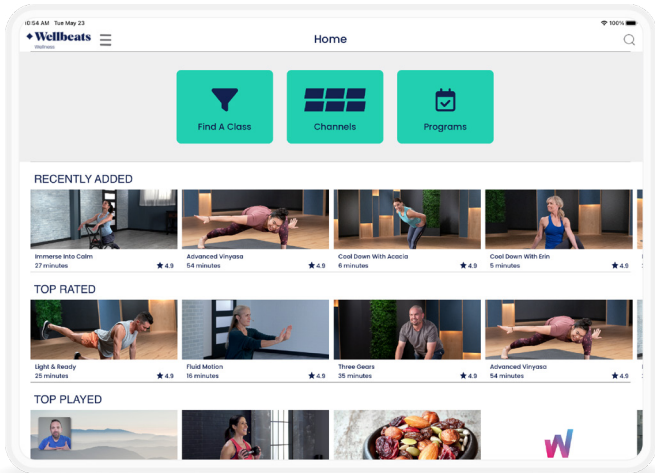 10:54 AM Tue May 23
100%
Wellbeats
Wellness
Home
Find A Class
Channels
Programs
RECENTLY ADDED
Immerse Into Calm
27 minutes ★ 4.9
Advanced Vinyasa
54 minutes ★ 4.9
Cool Down With Acacia
6 minutes ★ 4.9
Cool Down With Erin
5 minutes ★ 4.9
TOP RATED
Light & Ready
25 minutes ★ 4.9
Fluid Motion
16 minutes ★ 4.9
Three Gears
35 minutes ★ 4.9
Advanced Vinyasa
54 minutes ★ 4.9
TOP PLAYED
W